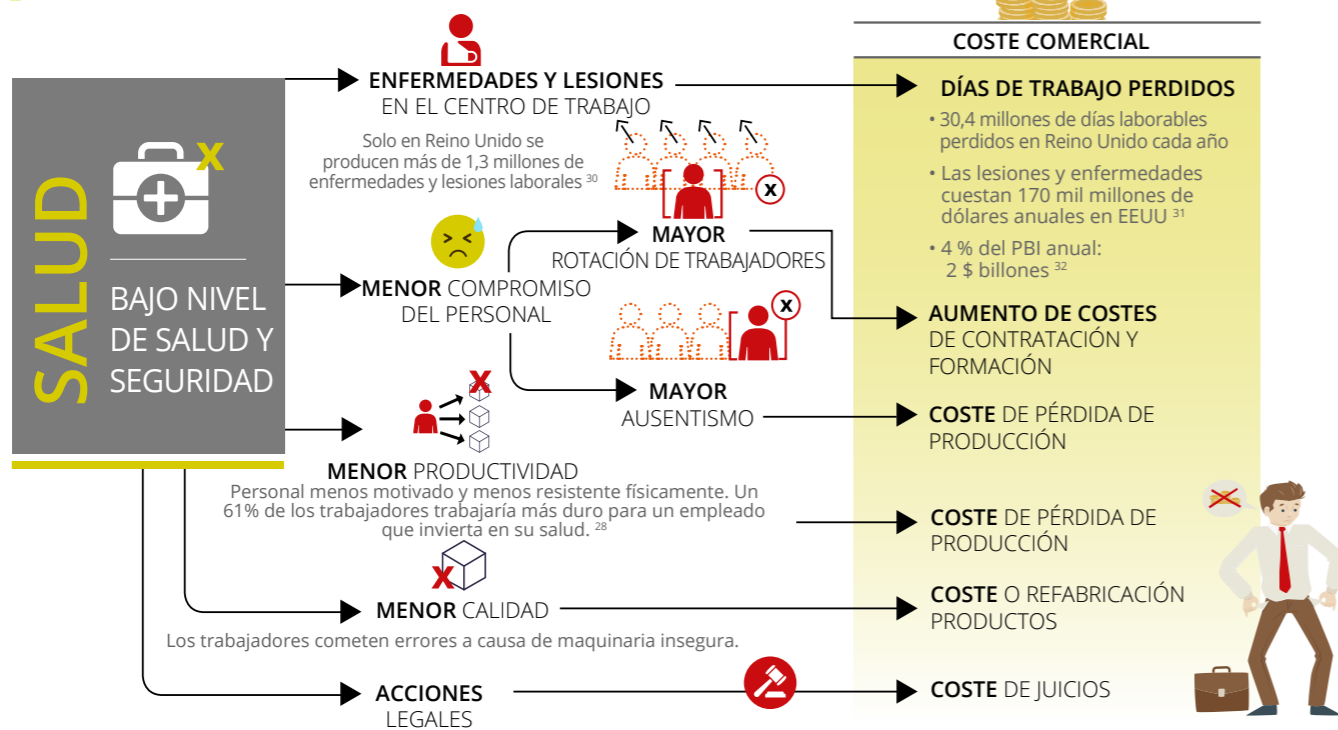 COSTE COMERCIAL
SALUD
BAJO NIVEL
DE SALUD Y
SEGURIDAD
X
ENFERMEDADES Y LESIONES
EN EL CENTRO DE TRABAJO
Solo en Reino Unido se
producen más de 1,3 millones de
enfermedades y lesiones laborales 30
MENOR COMPROMISO
DEL PERSONAL
X
MAYOR
ROTACIÓN DE TRABAJADORES
X
MAYOR
AUSENTISMO
X
MENOR PRODUCTIVIDAD
Personal menos motivado y menos resistente físicamente. Un
61% de los trabajadores trabajaría más duro para un empleado
que invierta en su salud. 28
X
MENOR CALIDAD
Los trabajadores cometen errores a causa de maquinaria insegura.
ACCIONES
LEGALES
DÍAS DE TRABAJO PERDIDOS
• 30,4 millones de días laborables
perdidos en Reino Unido cada año
• Las lesiones y enfermedades
cuestan 170 mil millones de
dólares anuales en EEUU 31
• 4 % del PBI anual:
2 $ billones 32
AUMENTO DE COSTES
DE CONTRATACIÓN Y
FORMACIÓN
COSTE DE PÉRDIDA DE
PRODUCCIÓN
COSTE DE PÉRDIDA DE
PRODUCCIÓN
COSTE O REFABRICACIÓN
PRODUCTOS
COSTE DE JUICIOS